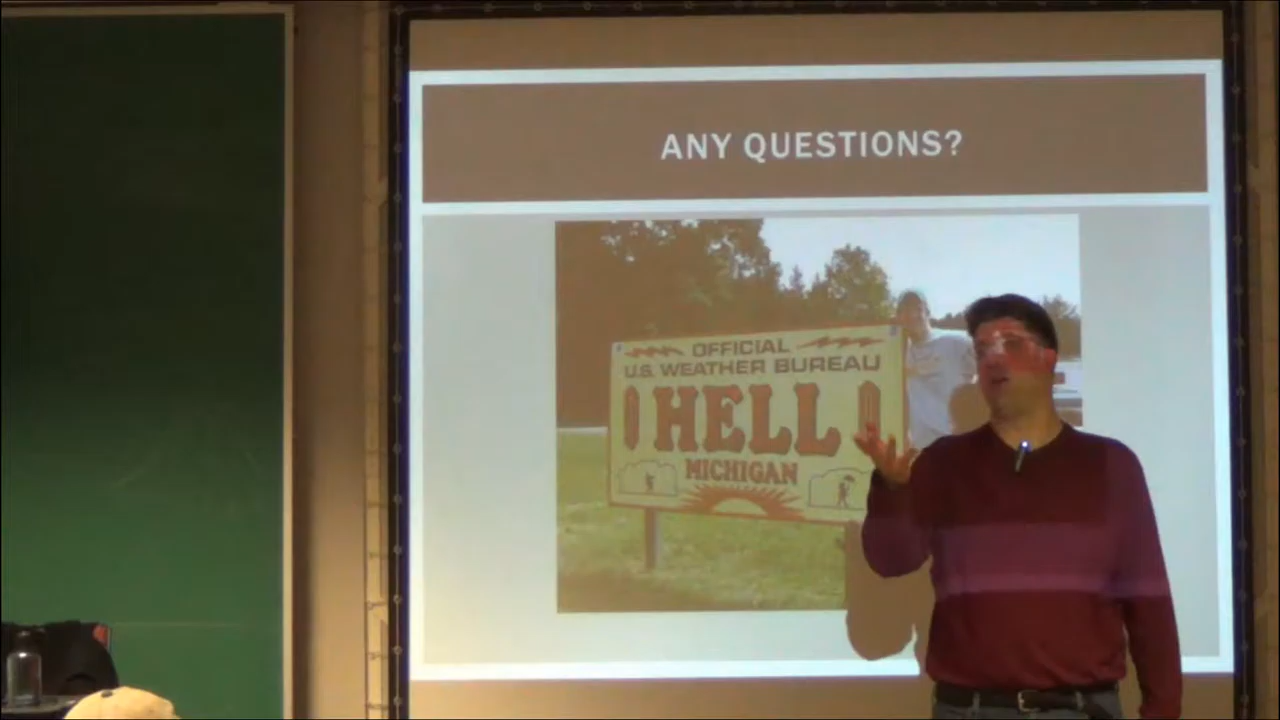 ANY QUESTIONS?
OFFICIAL
U.S. WEATHER BUREAU
HELL
MICHIGAN